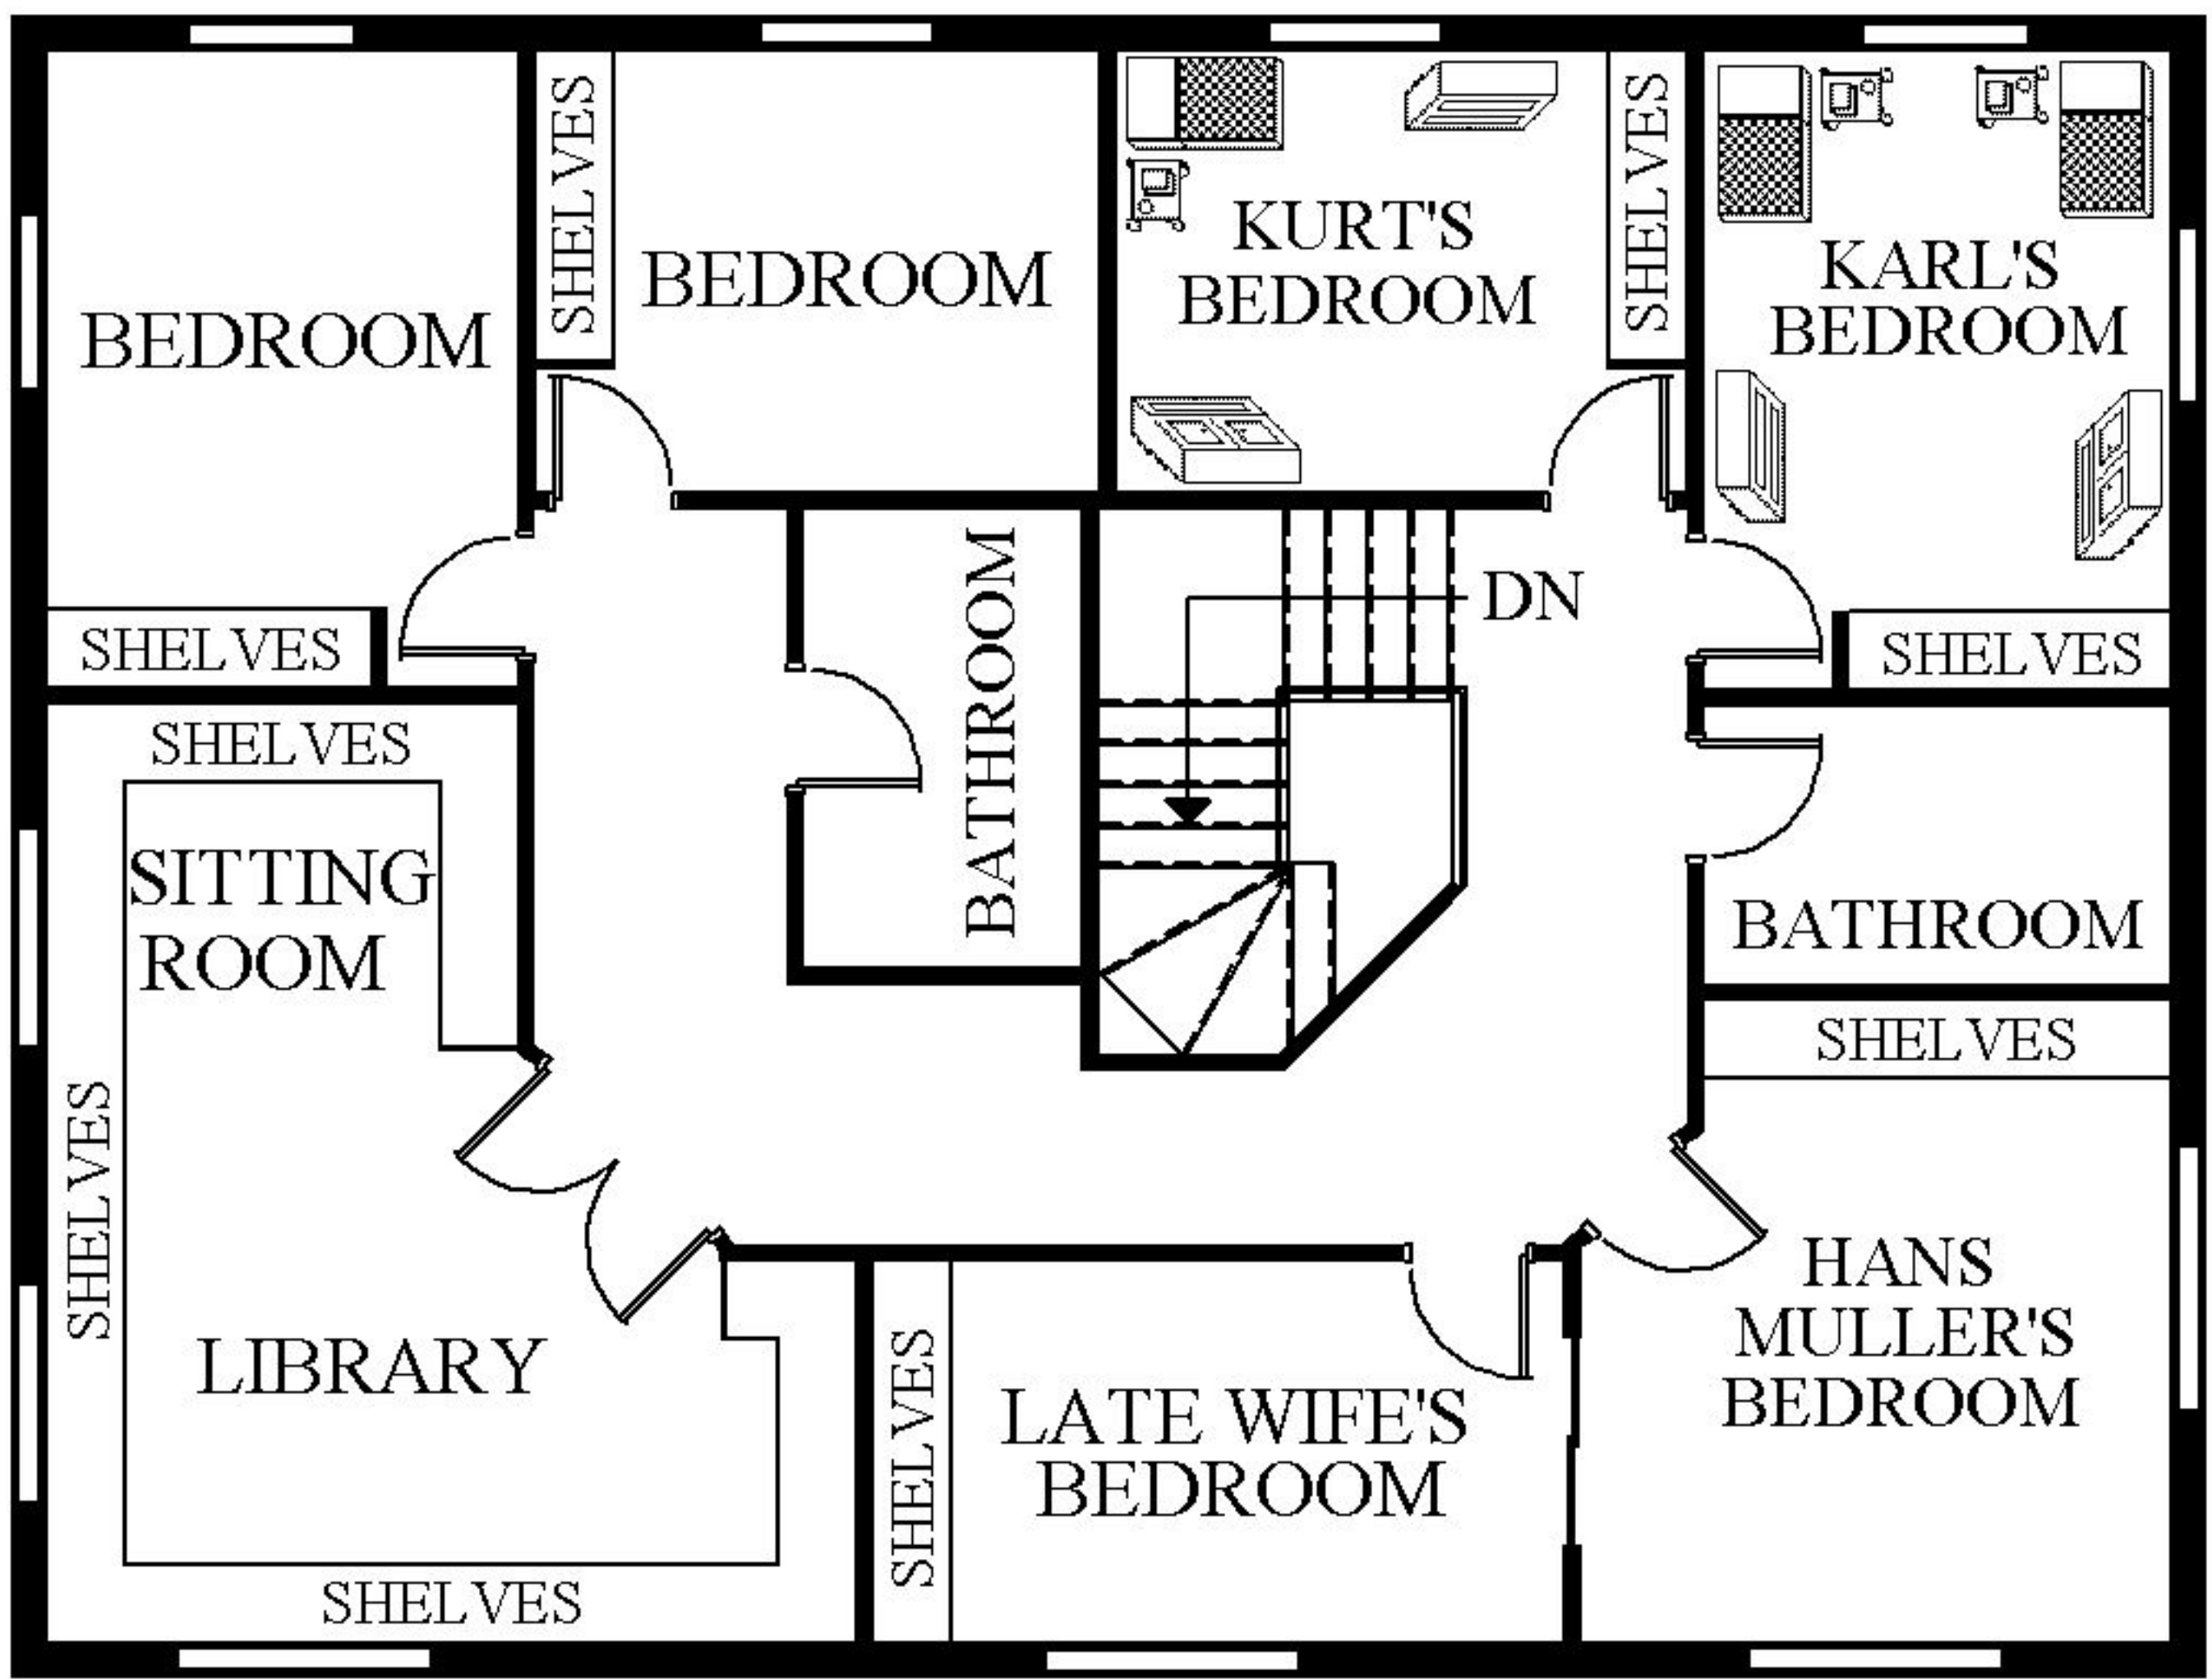 SHELVES
BEDROOM
BEDROOM
KURT'S
BEDROOM
SHELVES
KARL'S
BEDROOM
SHELVES
DN
SHELVES
SHELVES
SITTING
ROOM
BATHROOM
BATHROOM
SHELVES
SHELVES
LIBRARY
SHELVES
SHELVES
LATE WIFE'S
BEDROOM
HANS
MULLER'S
BEDROOM